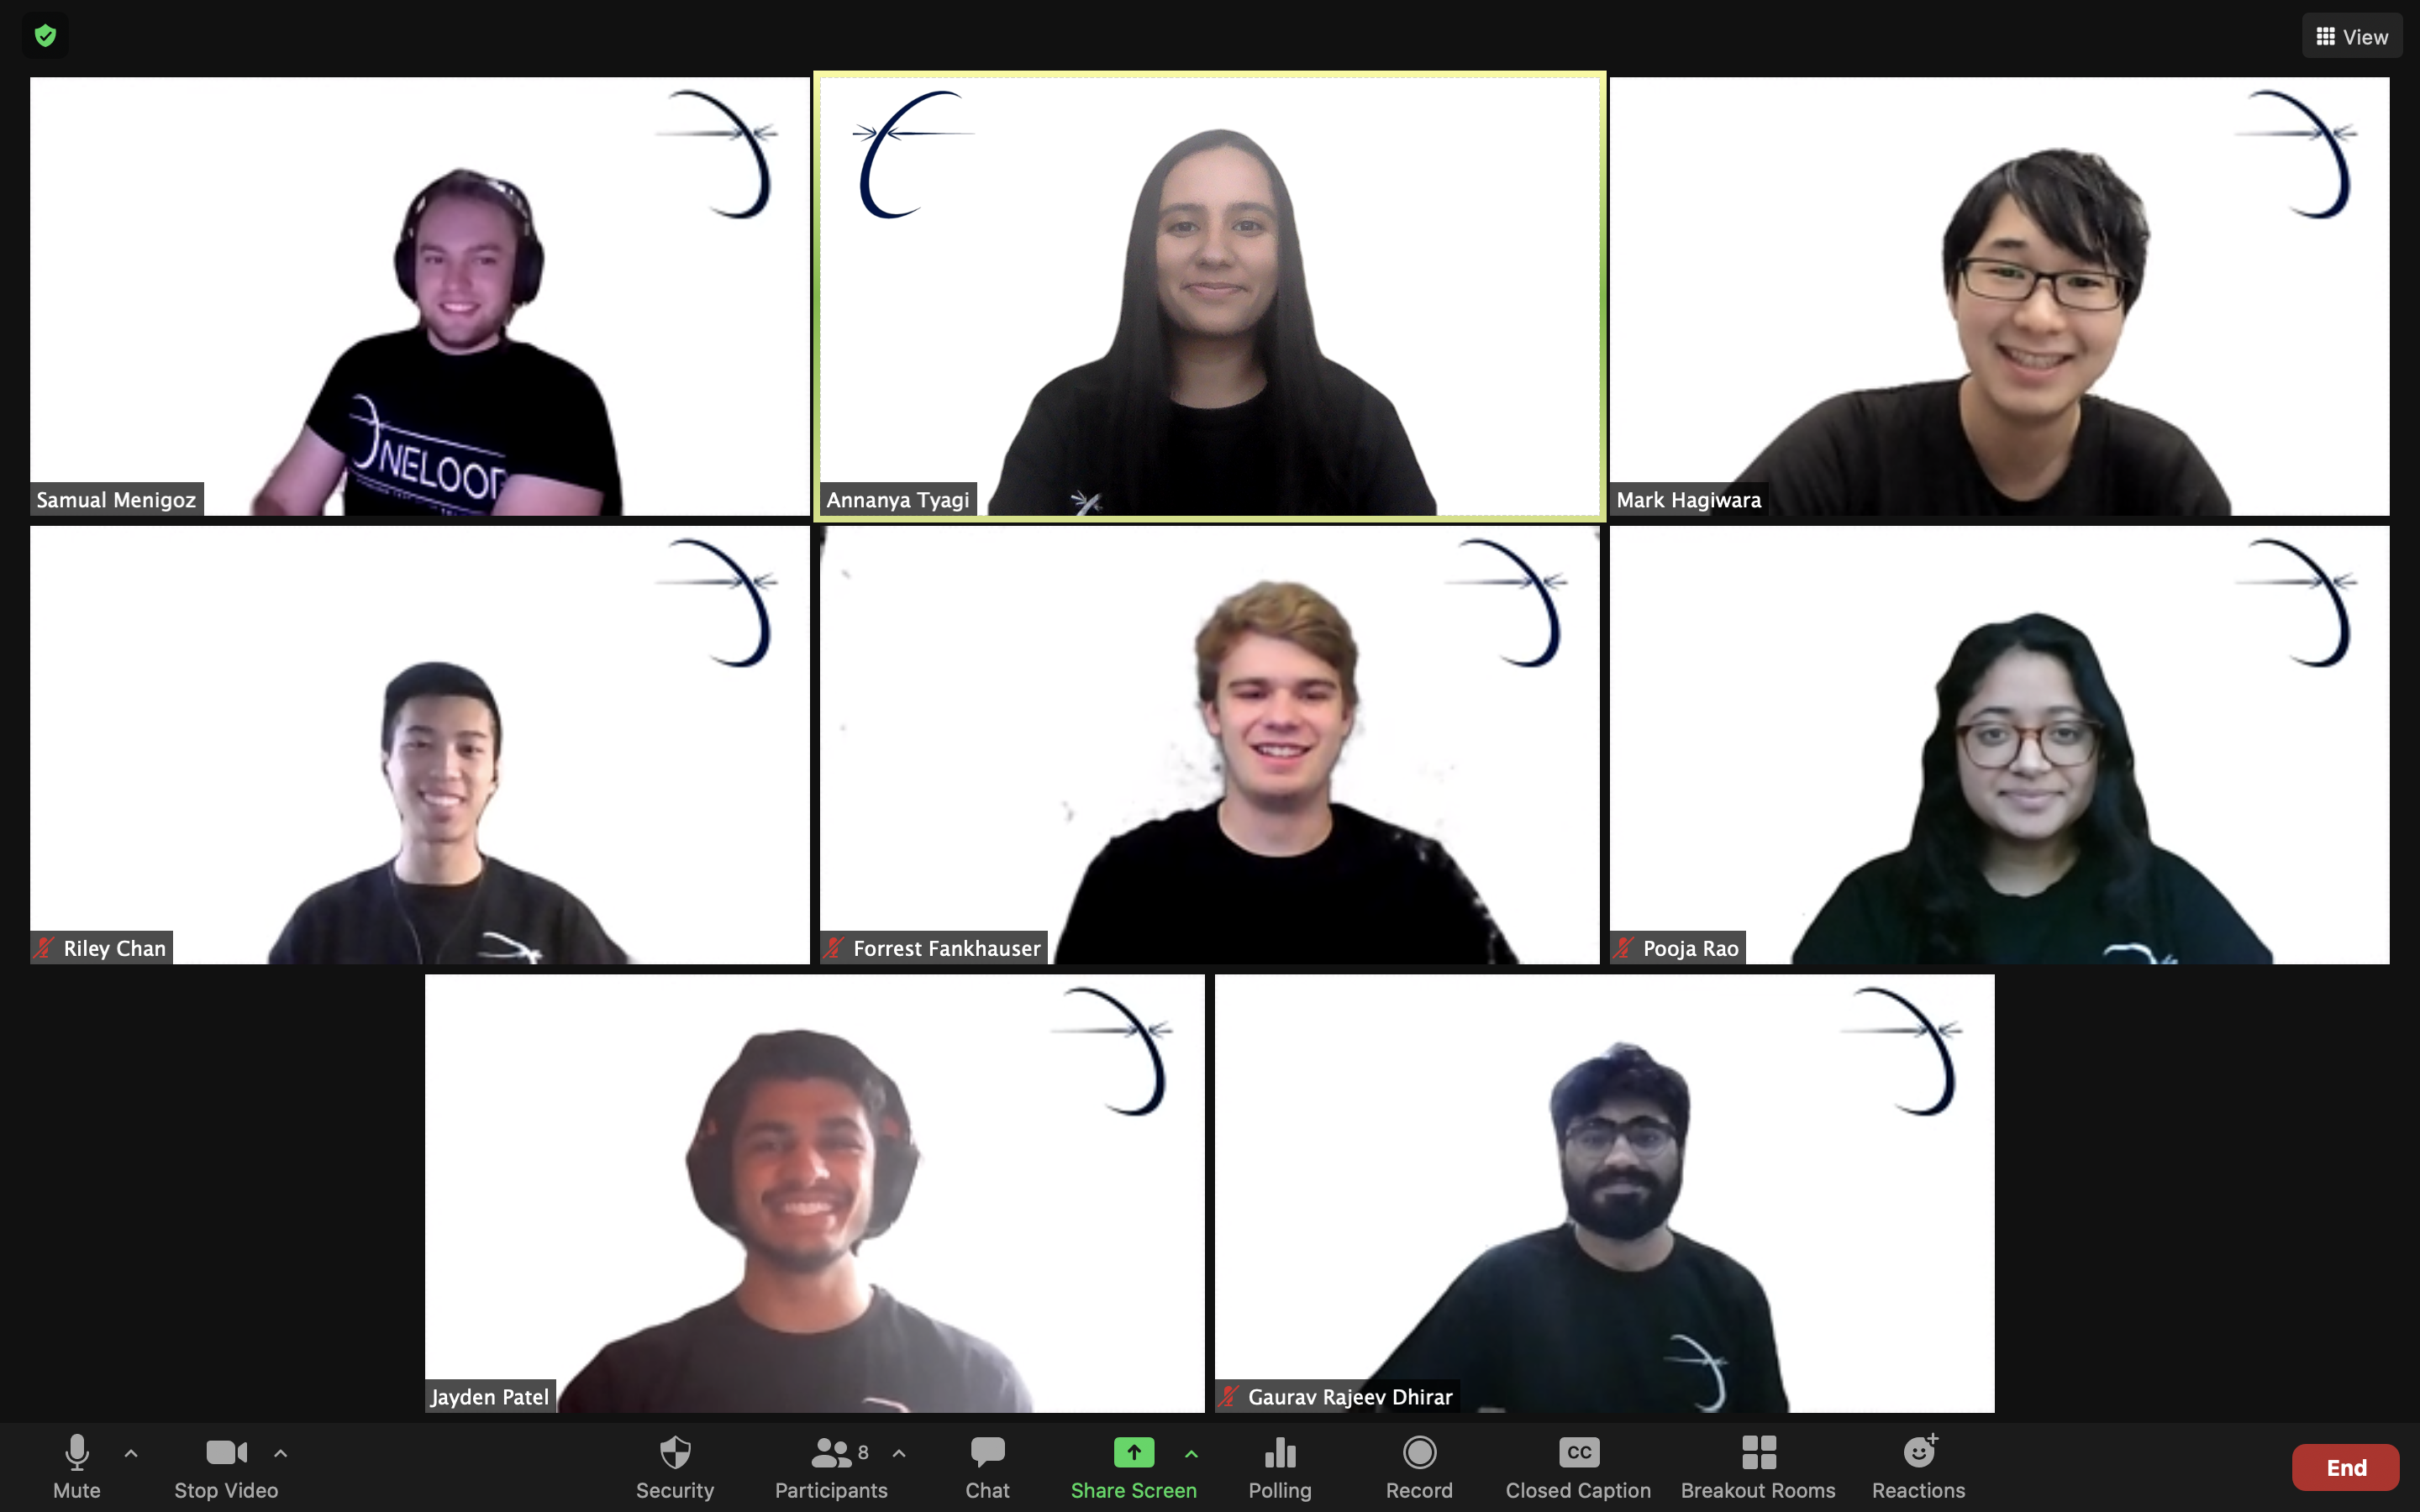 View
NELOOP
Samual Menigoz
Annanya Tyagi
Mark Hagiwara
Riley Chan
Forrest Fankhauser
Pooja Rao
Jayden Patel
Gaurav Rajeev Dhirar
8
CC
Mute
Stop Video
Security
Participants
Chat
Share Screen
Polling
Record
Closed Caption
Breakout Rooms
Reactions
End